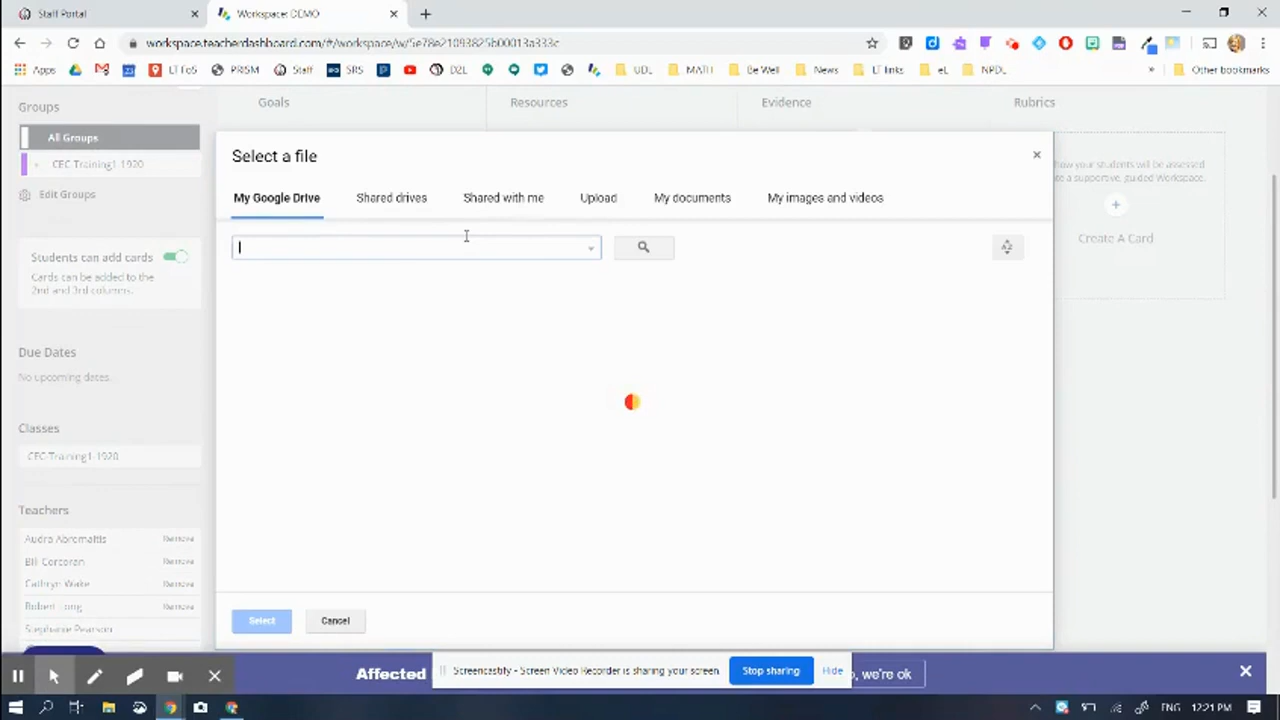 Staff Portal
Workspace: DEMO
workspace.teacherdashboard.com/#/workspace/w/5e78e21093825b00013a333c
Apps
LT FoS
PRISM
Staff
SRS
D2L
UDL
MATH
Be Well
News
LT links
eL
NPDL
»
Other bookmarks
Groups
Goals
Resources
Evidence
Rubrics
All Groups
CEC-Training1-1920
Edit Groups
Students can add cards
Cards can be added to the
2nd and 3rd columns.
Due Dates
No upcoming dates.
Classes
CEC-Training1-1920
Teachers
Audra Abromaitis Remove
Bill Corcoran Remove
Cathryn Wake Remove
Robert Long Remove
Stephanie Pearson
Select a file
My Google Drive
Shared drives
Shared with me
Upload
My documents
My images and videos
Select
Cancel
how your students will be assessed
a supportive, guided Workspace.
Create A Card
Affected
Screencastify - Screen Video Recorder is sharing your screen
Stop sharing
Hide
, we're ok
ENG
12:21 PM